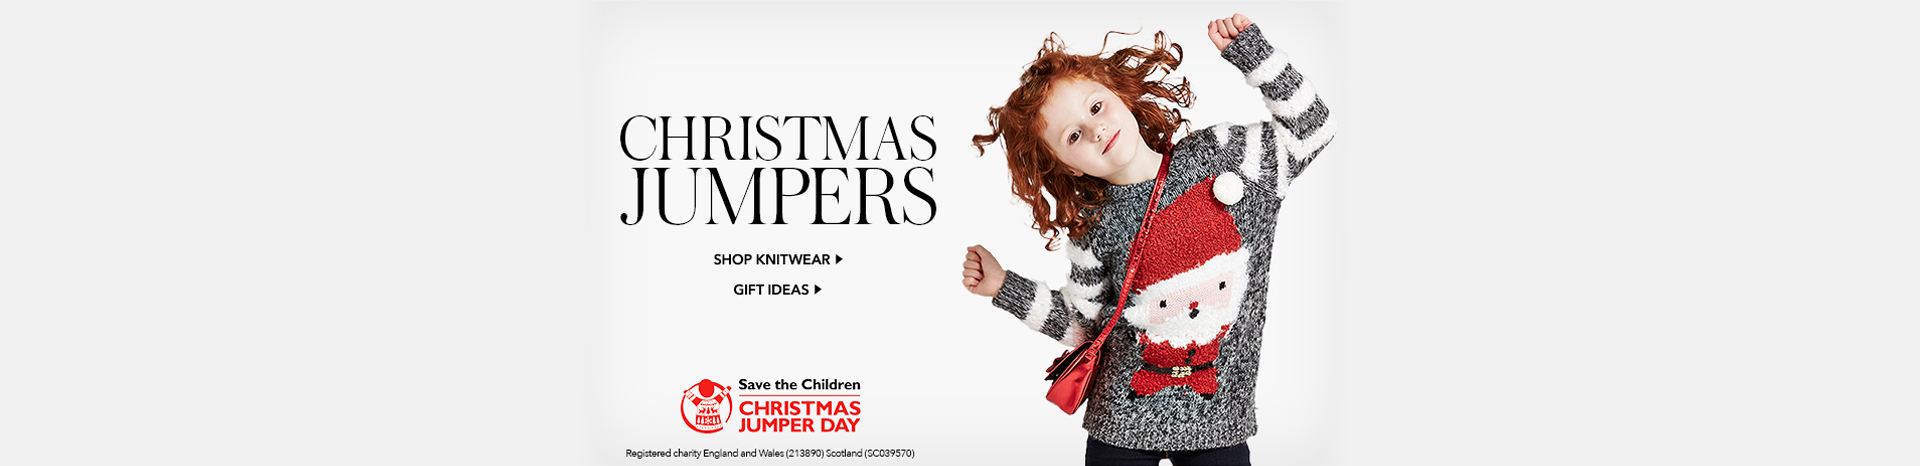 CHRISTMAS
JUMPERS
SHOP KNITWEAR
GIFT IDEAS
Save the Children
CHRISTMAS
JUMPER DAY
Registered charity England and Wales (213890) Scotland (SC039570)